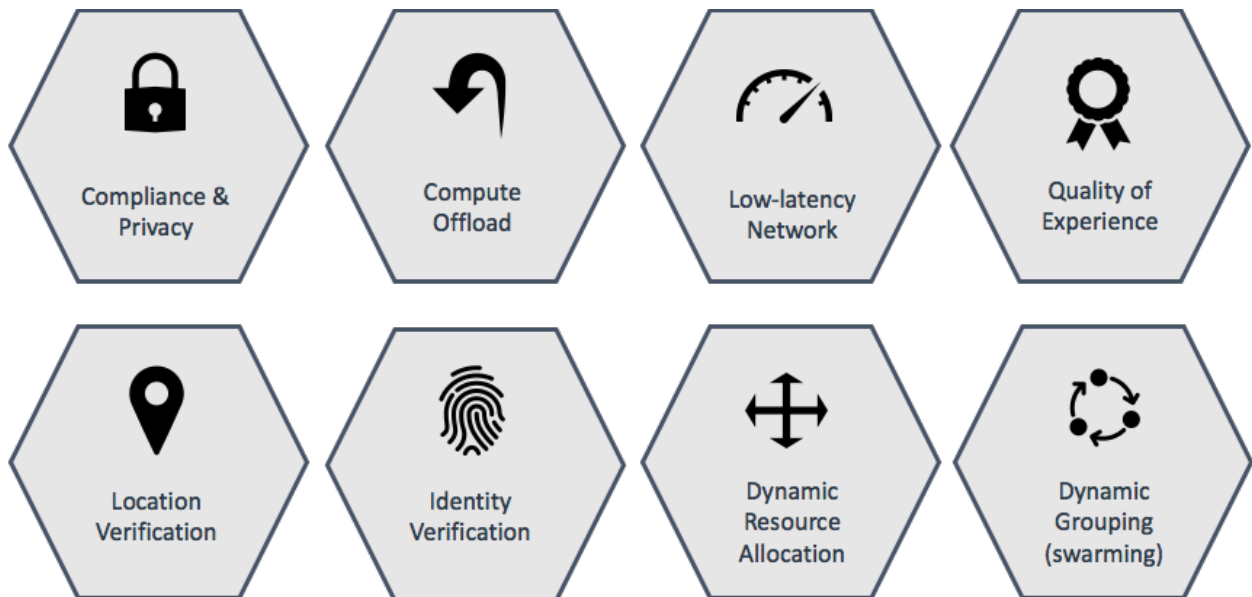 Compliance &
Privacy
Compute
Offload
Low-latency
Network
Quality of
Experience
Location
Verification
Identity
Verification
Dynamic
Resource
Allocation
Dynamic
Grouping
(swarming)